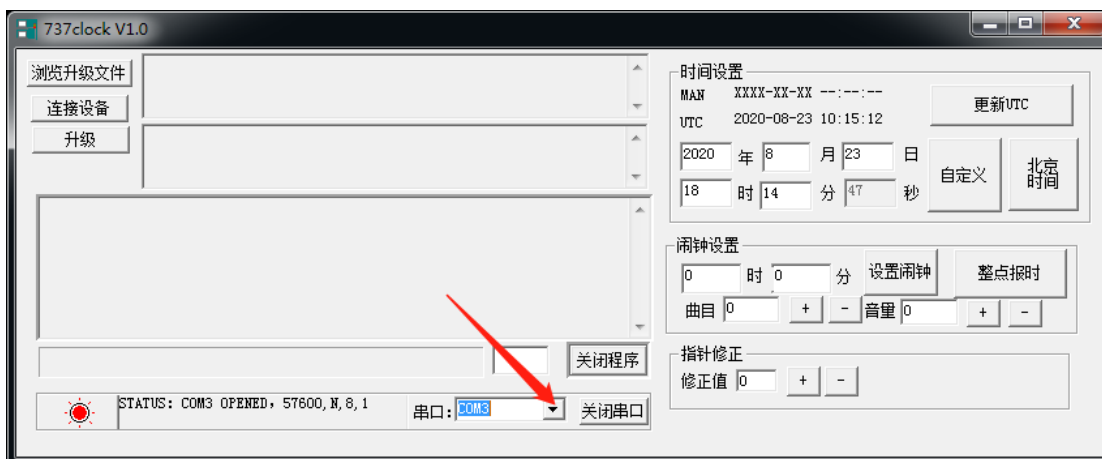 737clock V1.0
浏览升级文件
连接设备
升级
关闭程序
STATUS: COM3 OPENED, 57600,N,8,1
串口: COM3
关闭串口
时间设置
MAN XXXX-XX-XX --:--:--
UTC 2020-08-23 10:15:12
更新UTC
2020 年 8 月 23 日
18 时 14 分 47 秒
自定义
北京时间
闹钟设置
0 时 0 分 设置闹钟 整点报时
曲目 0 + - 音量 0 + -
指针修正
修正值 0 + -